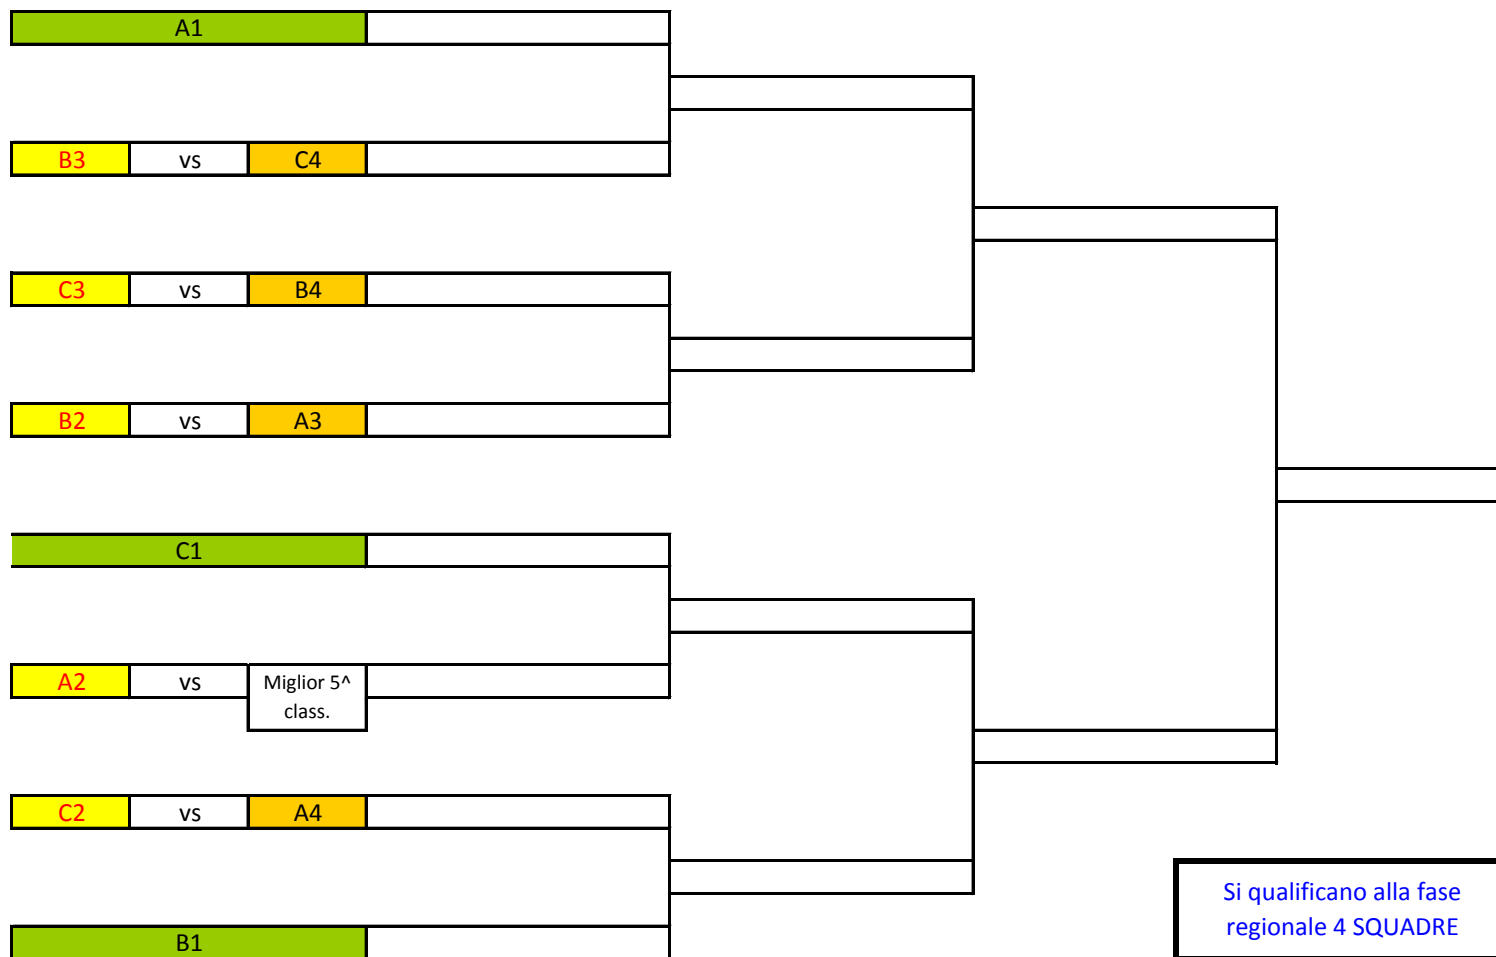 A1
B3 vs C4
C3 vs B4
B2 vs A3
C1
A2 vs Miglior 5^
class.
C2 vs A4
B1
Si qualificano alla fase
regionale 4 SQUADRE